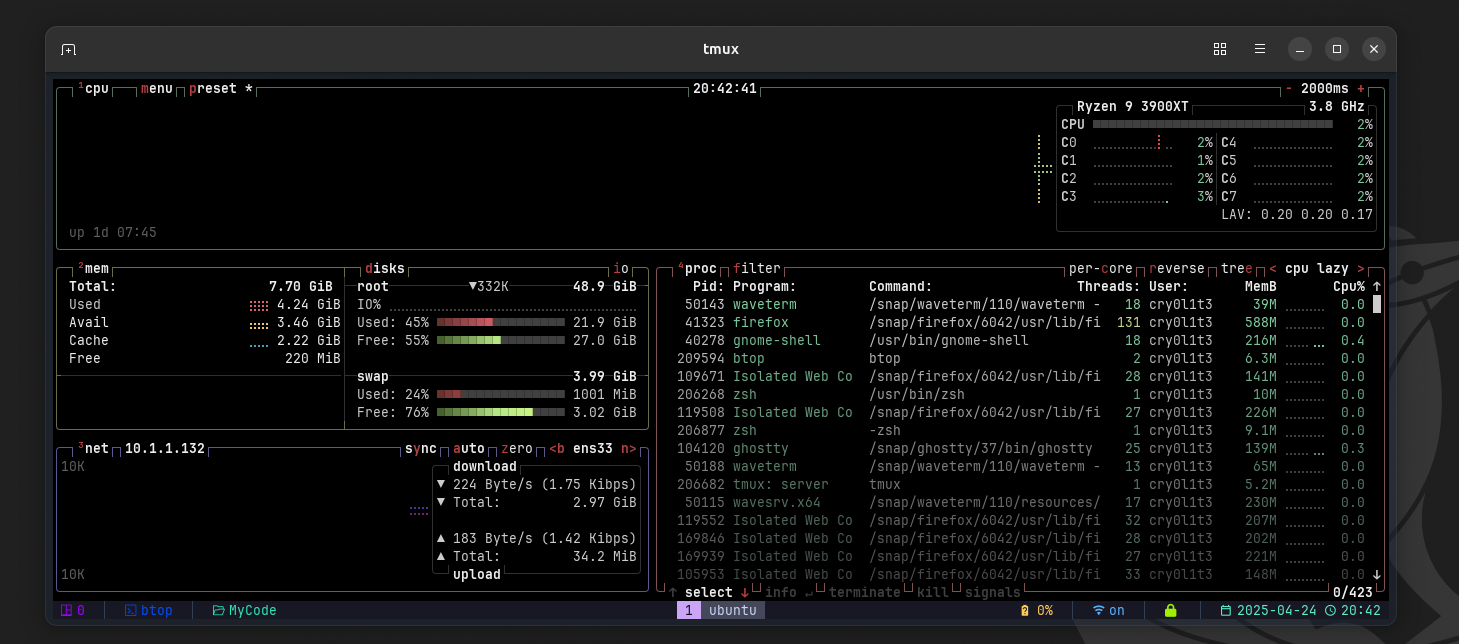 tmux
1cpu menu preset * 20:42:41 - 2000ms +
Ryzen 9 3900XT 3.8 GHz
CPU 2%
C0 2% C4 2%
C1 1% C5 2%
C2 2% C6 2%
C3 3% C7 2%
LAV: 0.20 0.20 0.17
up 1d 07:45
2mem
Total: 7.70 GiB
Used 4.24 GiB
Avail 3.46 GiB
Cache 2.22 GiB
Free 220 MiB
disks io
root ▼332K 48.9 GiB
IO%
Used: 45% 21.9 GiB
Free: 55% 27.0 GiB
swap 3.99 GiB
Used: 24% 1001 MiB
Free: 76% 3.02 GiB
3net 10.1.1.132 sync auto zero <b ens33 n>
10K
download
▼ 224 Byte/s (1.75 Kibps)
▼ Total: 2.97 GiB
▲ 183 Byte/s (1.42 Kibps)
▲ Total: 34.2 MiB
10K
upload
4proc filter per-core reverse tree < cpu lazy >
Pid: Program: Command: Threads: User: MemB Cpu% ↑
50143 waveterm /snap/waveterm/110/waveterm - 18 cry0l1t3 39M 0.0
41323 firefox /snap/firefox/6042/usr/lib/fi 131 cry0l1t3 588M 0.0
40278 gnome-shell /usr/bin/gnome-shell 18 cry0l1t3 216M 0.4
209594 btop btop 2 cry0l1t3 6.3M 0.0
109671 Isolated Web Co /snap/firefox/6042/usr/lib/fi 28 cry0l1t3 141M 0.0
206268 zsh /usr/bin/zsh 1 cry0l1t3 10M 0.0
119508 Isolated Web Co /snap/firefox/6042/usr/lib/fi 27 cry0l1t3 226M 0.0
206877 zsh -zsh 1 cry0l1t3 9.1M 0.0
104120 ghostty /snap/ghostty/37/bin/ghostty 25 cry0l1t3 139M 0.3
50188 waveterm /snap/waveterm/110/waveterm - 13 cry0l1t3 65M 0.0
206682 tmux: server tmux 1 cry0l1t3 5.2M 0.0
50115 wavesrv.x64 /snap/waveterm/110/resources/ 17 cry0l1t3 230M 0.0
119552 Isolated Web Co /snap/firefox/6042/usr/lib/fi 32 cry0l1t3 207M 0.0
169846 Isolated Web Co /snap/firefox/6042/usr/lib/fi 28 cry0l1t3 202M 0.0
169939 Isolated Web Co /snap/firefox/6042/usr/lib/fi 27 cry0l1t3 221M 0.0
105953 Isolated Web Co /snap/firefox/6042/usr/lib/fi 33 cry0l1t3 148M 0.0 ↓
↑ select ↓ info ↵ terminate kill signals 0/423
0 btop MyCode 1 ubuntu 0% on 2025-04-24 20:42